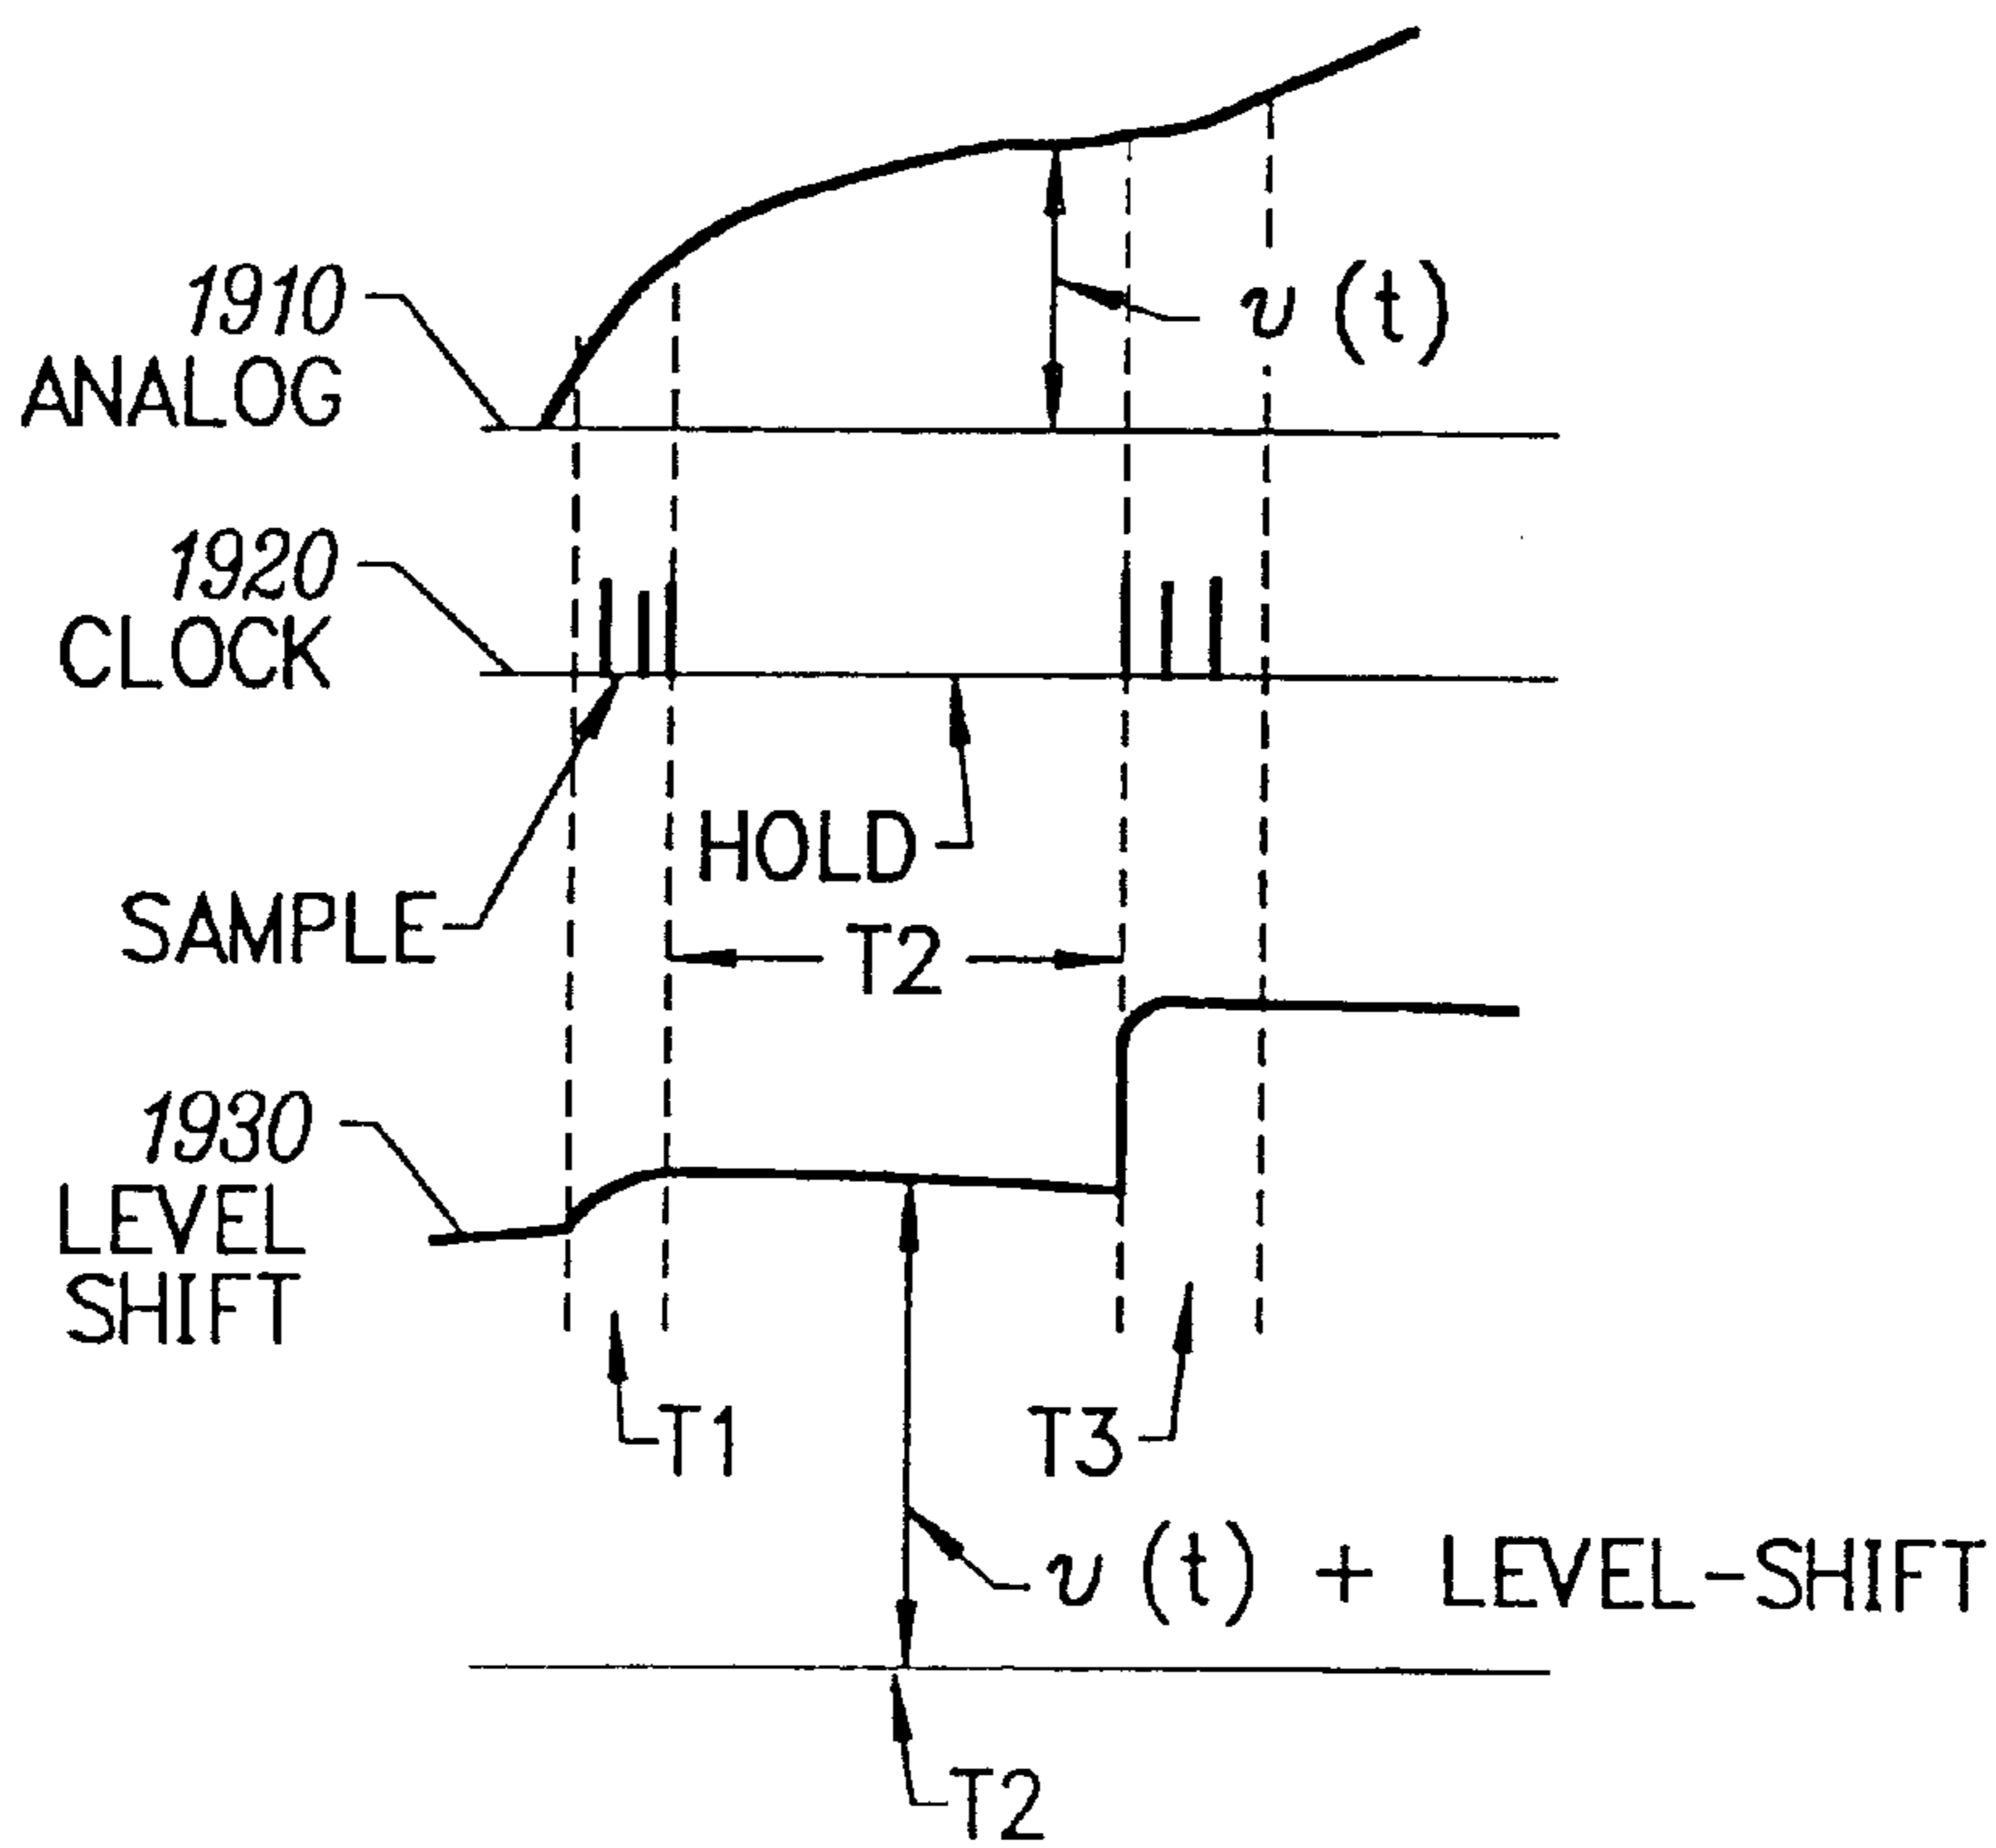 1910
ANALOG
v (t)
1920
CLOCK
HOLD
SAMPLE
T2
1930
LEVEL
SHIFT
T1
T3
v (t) + LEVEL-SHIFT
T2